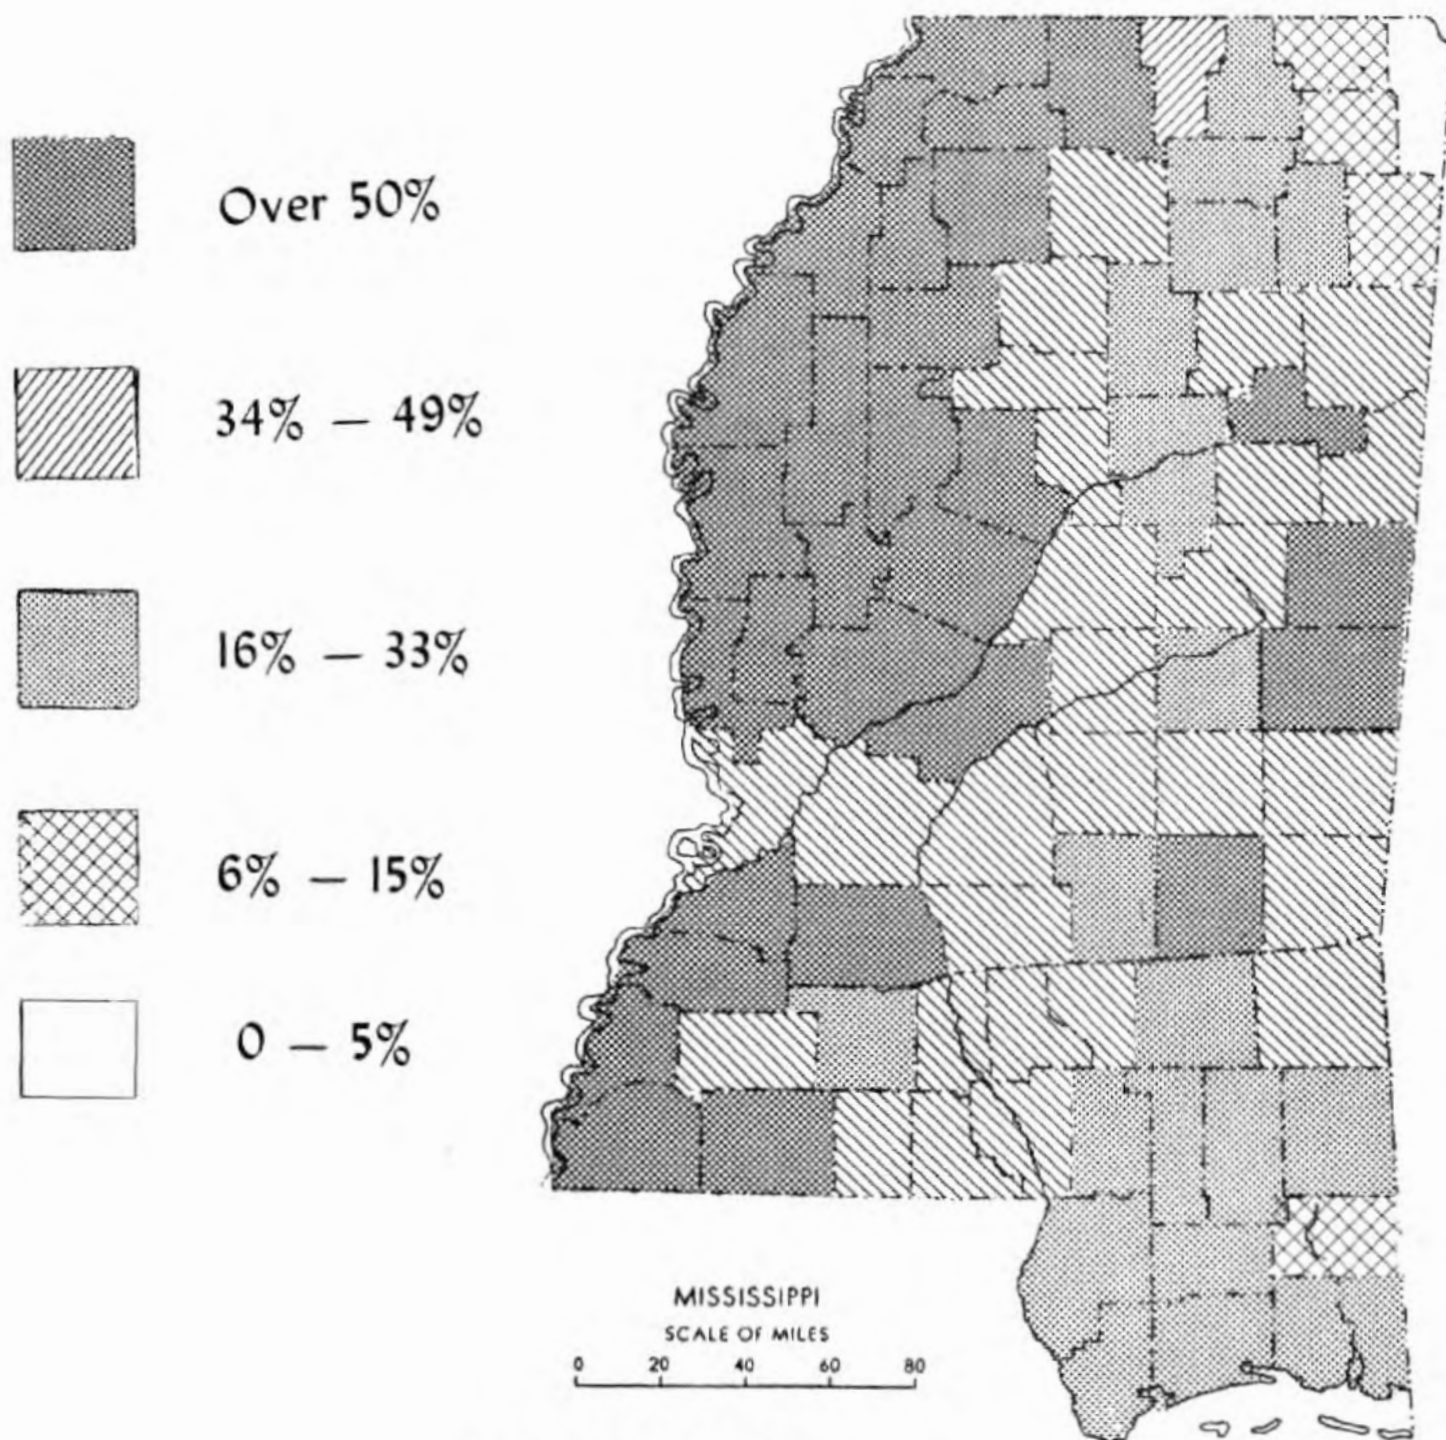 Over 50%
34% — 49%
16% — 33%
6% — 15%
0 — 5%
MISSISSIPPI
SCALE OF MILES
0 20 40 60 80